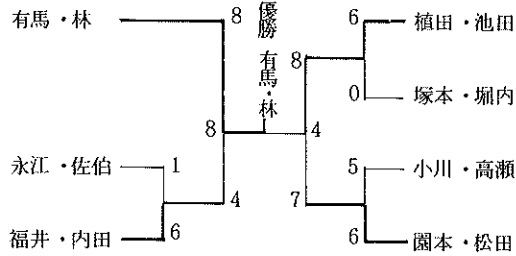 有馬・林
8
優勝
有馬・林
6
植田・池田
8
0
塚本・堀内
8
4
永江・佐伯
1
4
5
小川・高瀬
7
福井・内田
6
6
園本・松田